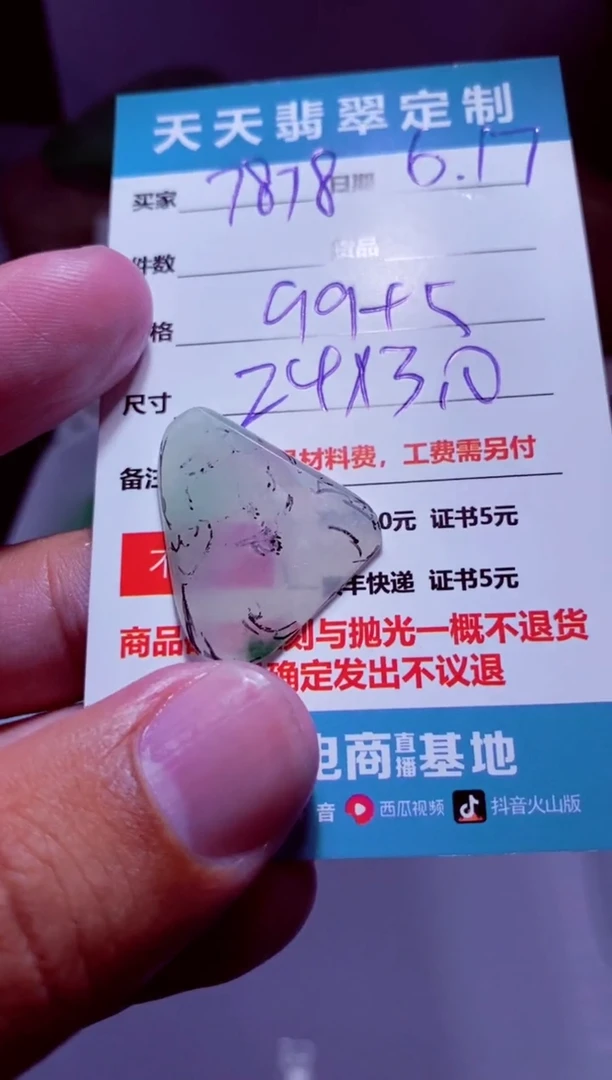 天天翡翠定制
买家 7878 日期 6.17
件数 货品
格 99+5
尺寸 24×3
备注 材料费，工费需另付
0元 证书5元
快递 证书5元
商品 刻与抛光一概不退货
确定发出不议退
电商直播基地
音 西瓜视频 抖音火山版